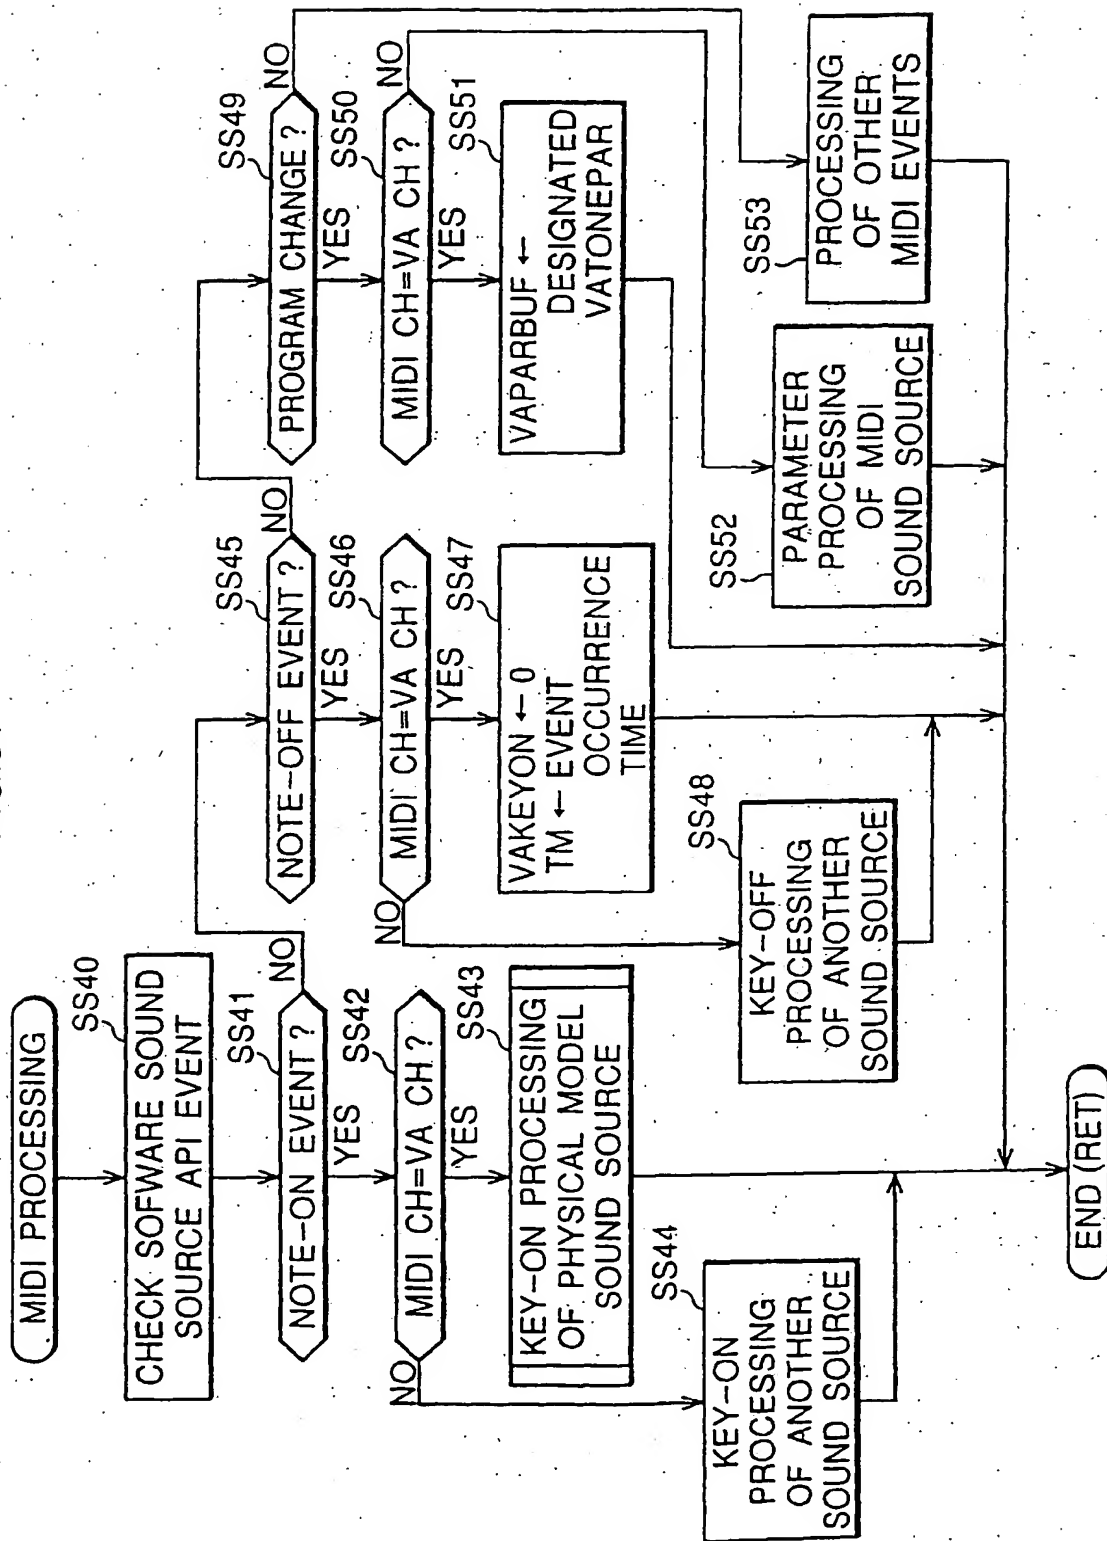 MIDI PROCESSING
SS40
CHECK SOFWARE SOUND
SOURCE API EVENT
SS41
NOTE-ON EVENT ?
NO
YES
SS42
MIDI CH=VA CH ?
NO
YES
SS43
KEY-ON PROCESSING
OF PHYSICAL MODEL
SOUND SOURCE
SS44
KEY-ON
PROCESSING
OF ANOTHER
SOUND SOURCE
END (RET)
SS45
NOTE-OFF EVENT ?
NO
YES
SS46
MIDI CH=VA CH ?
NO
YES
SS47
VAKEYON ← 0
TM ← EVENT
OCCURRENCE
TIME
SS48
KEY-OFF
PROCESSING
OF ANOTHER
SOUND SOURCE
SS49
PROGRAM CHANGE ?
NO
YES
SS50
MIDI CH=VA CH ?
NO
YES
SS51
VAPARBUF ←
DESIGNATED
VATONEPAR
SS52
PARAMETER
PROCESSING
OF MIDI
SOUND SOURCE
SS53
PROCESSING
OF OTHER
MIDI EVENTS